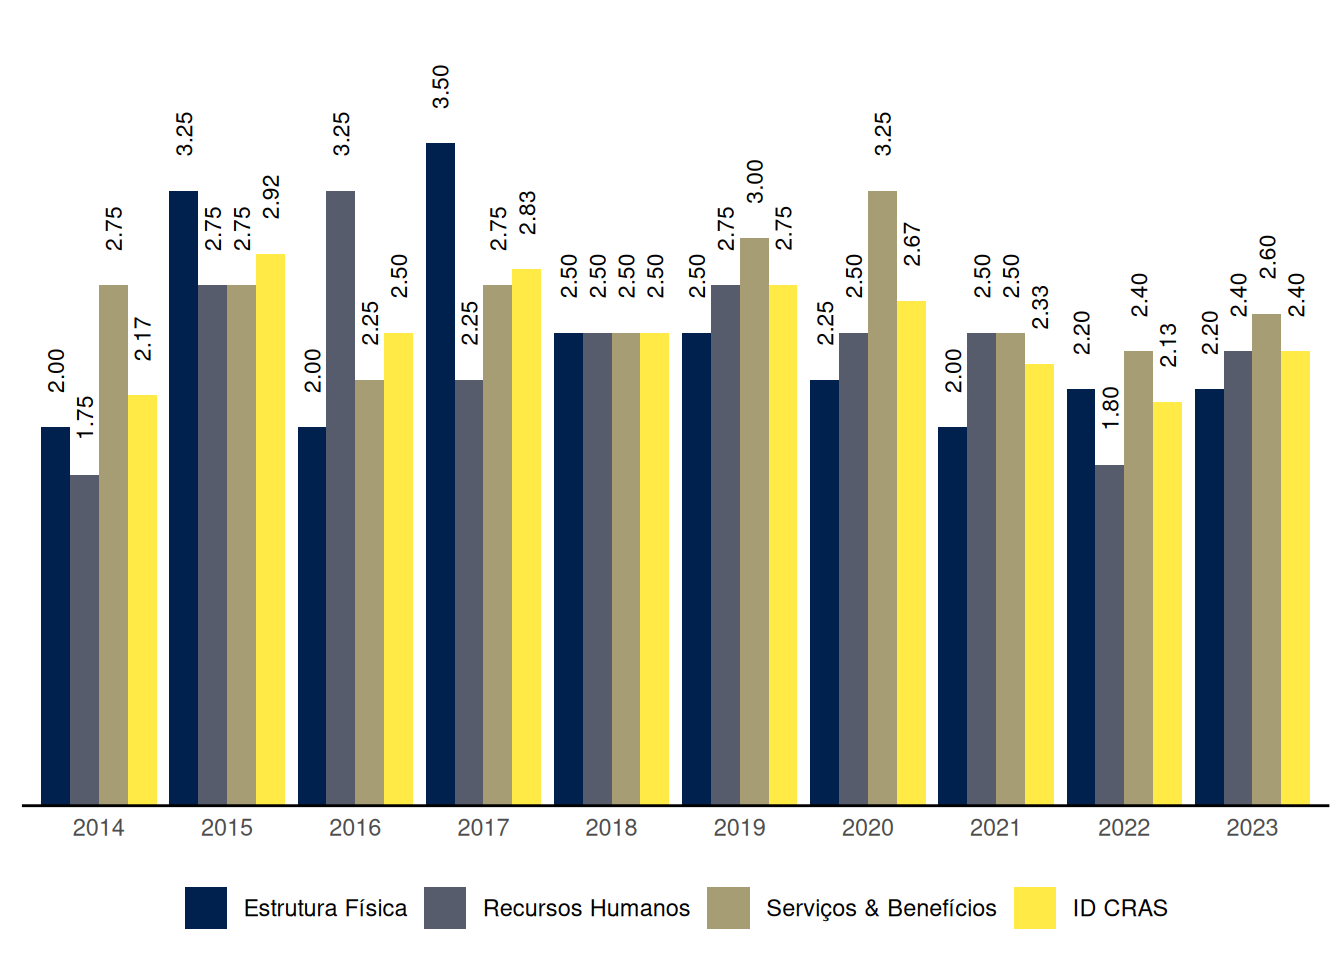 2.00 1.75 2.75 2.17 3.25 2.75 2.75 2.92 2.00 3.25 2.25 2.50 3.50 2.25 2.75 2.83 2.50 2.50 2.50 2.50 2.50 2.75 3.00 2.75 2.25 2.50 3.25 2.67 2.00 2.50 2.50 2.33 2.20 1.80 2.40 2.13 2.20 2.40 2.60 2.40
2014 2015 2016 2017 2018 2019 2020 2021 2022 2023
Estrutura Física Recursos Humanos Serviços & Benefícios ID CRAS